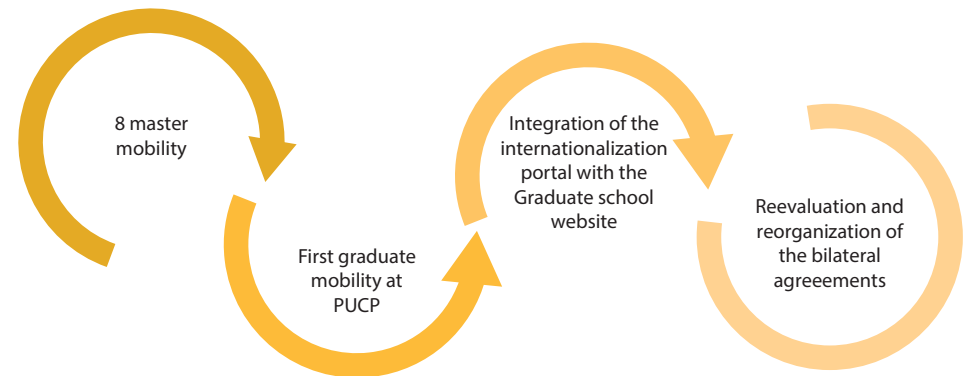 8 master
mobility
First graduate
mobility at
PUCP
Integration of the
internationalization
portal with the
Graduate school
website
Reevaluation and
reorganization of
the bilateral
agreeements